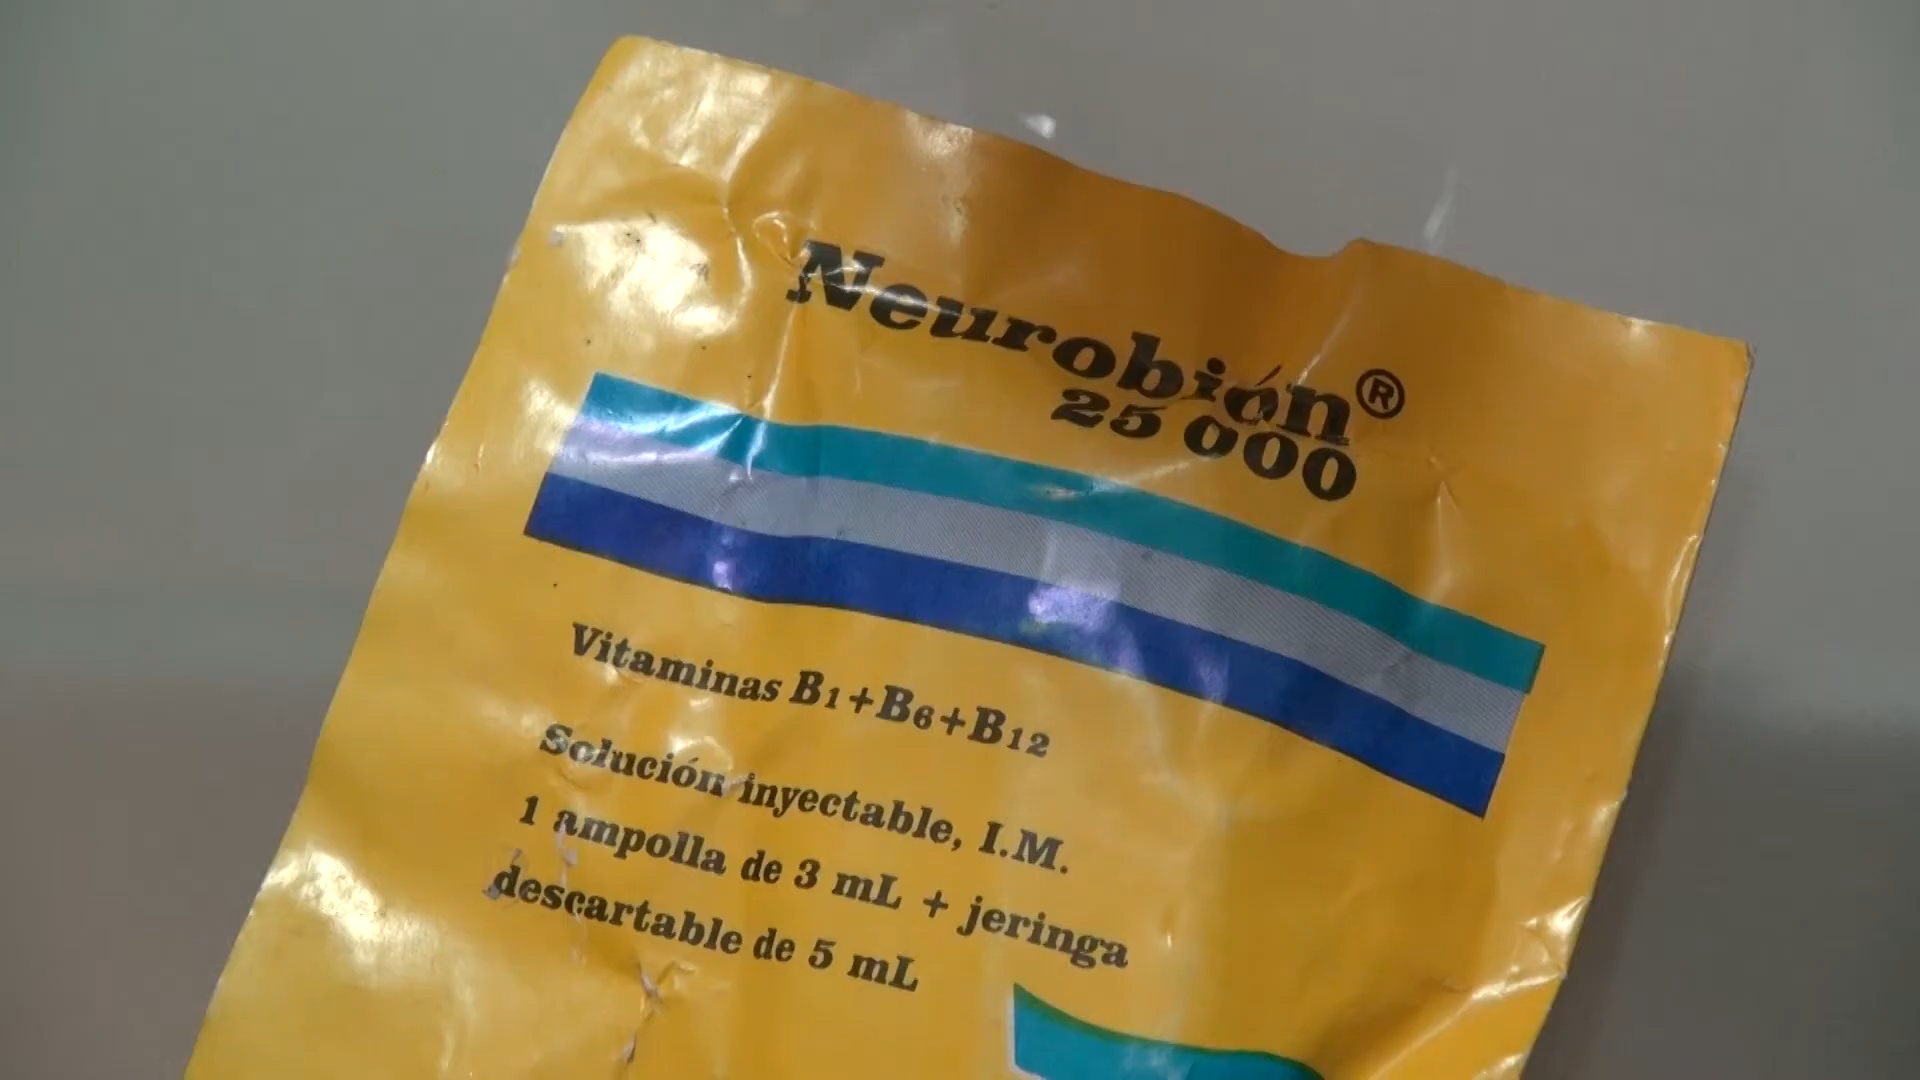 Neurobión®
25 000
Vitaminas B1+B6+B12
Solución inyectable, I.M.
1 ampolla de 3 mL + jeringa
descartable de 5 mL